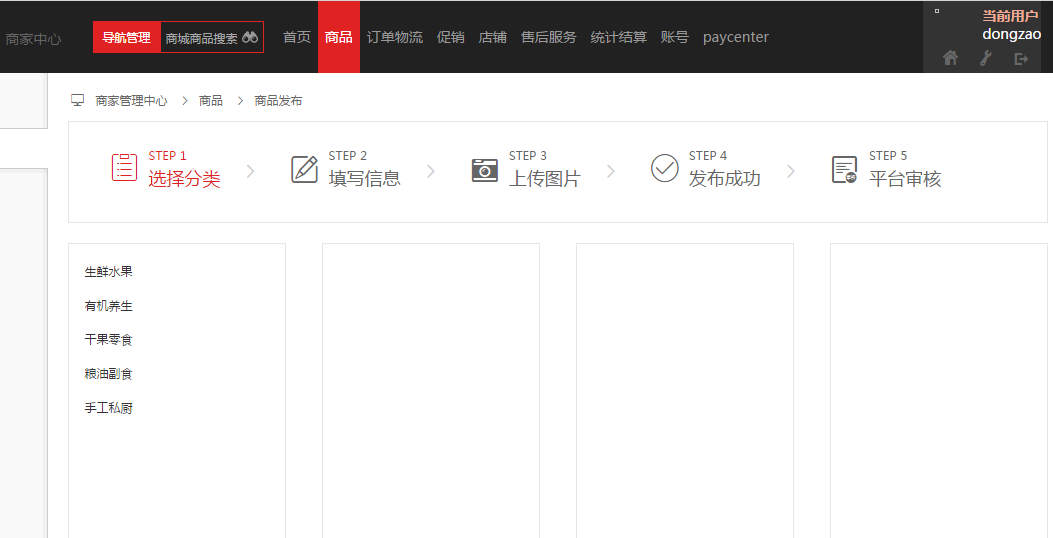 商家中心
导航管理 商城商品搜索
首页 商品 订单物流 促销 店铺 售后服务 统计结算 账号 paycenter
当前用户
dongzao
商家管理中心 商品 商品发布
STEP 1
选择分类
STEP 2
填写信息
STEP 3
上传图片
STEP 4
发布成功
STEP 5
平台审核
生鲜水果
有机养生
干果零食
粮油副食
手工私厨